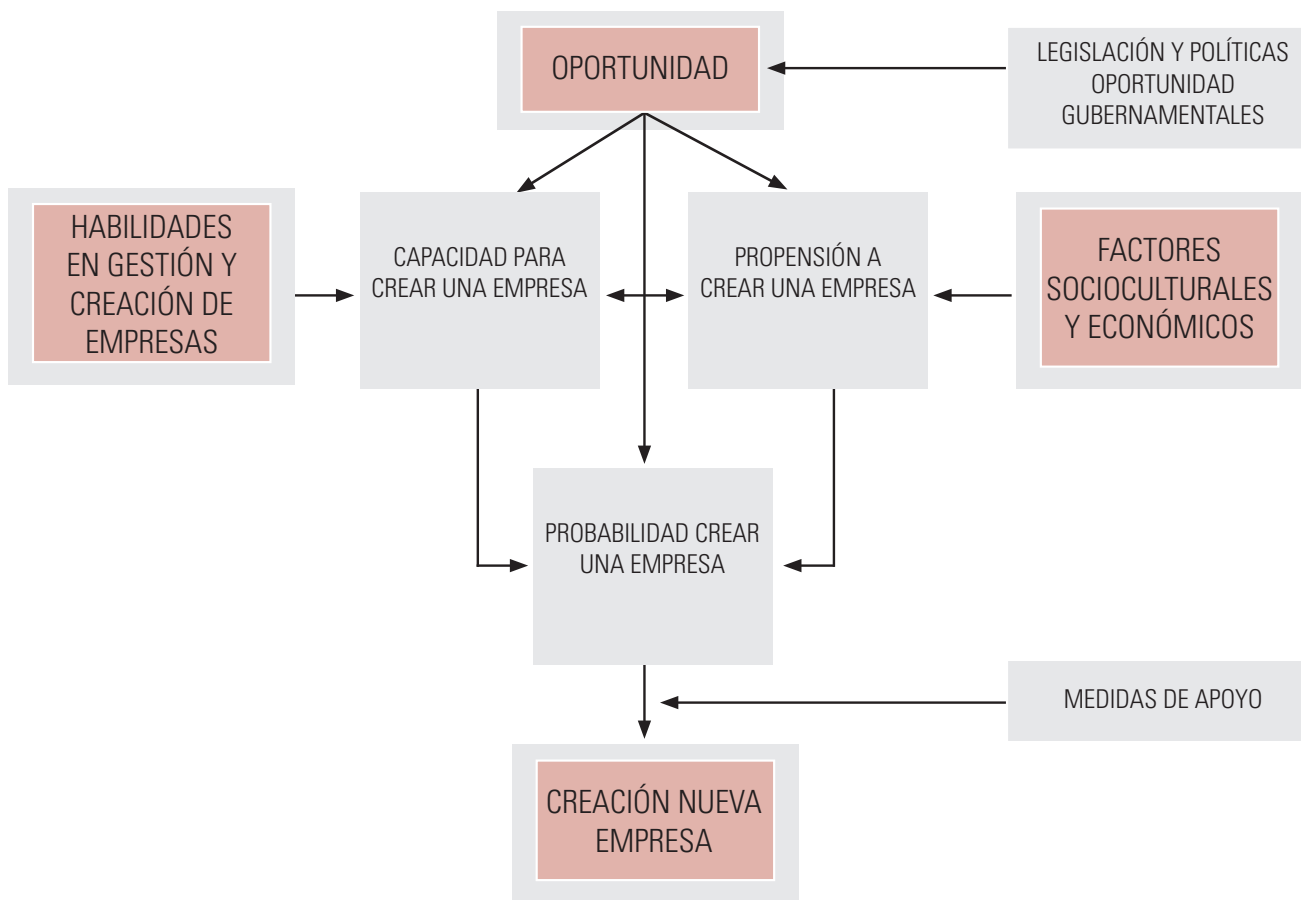 OPORTUNIDAD
LEGISLACIÓN Y POLÍTICAS
OPORTUNIDAD
GUBERNAMENTALES
HABILIDADES
EN GESTIÓN Y
CREACIÓN DE
EMPRESAS
CAPACIDAD PARA
CREAR UNA EMPRESA
PROPENSIÓN A
CREAR UNA EMPRESA
FACTORES
SOCIOCULTURALES
Y ECONÓMICOS
PROBABILIDAD CREAR
UNA EMPRESA
MEDIDAS DE APOYO
CREACIÓN NUEVA
EMPRESA